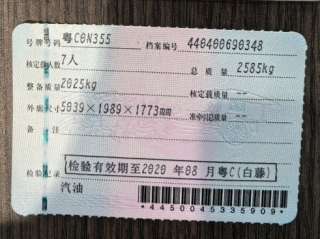 号牌号码 粤C0N355 档案编号 440400690348
核定载人数 7人 总质量 2585kg
整备质量 2025kg 核定载质量 --
外廓尺寸 5039×1989×1773mm 准牵引总质量 --
备注
检验有效期至2020 年08 月粤C(白藤)
检验记录
汽油
*4450045335909*